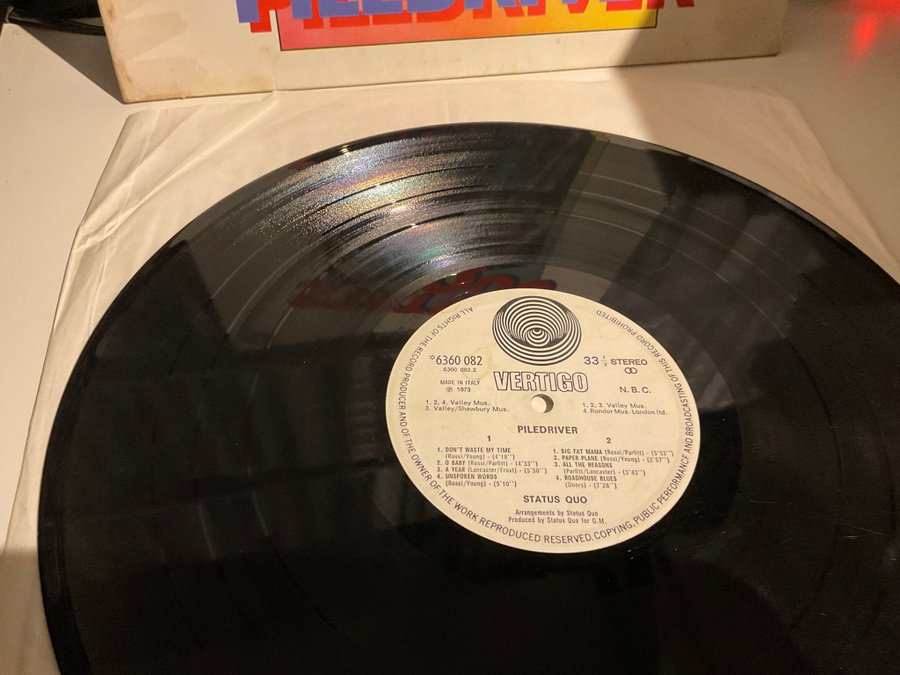 PILEDRIVER
ALL RIGHTS OF THE RECORD PRODUCER AND OF THE OWNER OF THE WORK REPRODUCED RESERVED. COPYING, PUBLIC PERFORMANCE AND BROADCASTING OF THIS RECORD PROHIBITED
6360 082
6360 082.2
33 1/3 STEREO
VERTIGO
MADE IN ITALY
℗ 1973
N.B.C.
1, 2, 4. Valley Mus.
3. Valley/Shawbury Mus.
1, 2, 3. Valley Mus.
4. Rondor Mus. London ltd.
PILEDRIVER
1
1. DON'T WASTE MY TIME
(Rossi/Young) - (4'18'')
2. O BABY (Rossi/Parfitt) - (4'33'')
3. A YEAR (Lancaster/Frost) - (5'50'')
4. UNSPOKEN WORDS
(Rossi/Young) - (5'10'')
2
1. BIG FAT MAMA (Rossi/Parfitt) - (5'53'')
2. PAPER PLANE (Rossi/Young) - (2'57'')
3. ALL THE REASONS
(Parfitt/Lancaster) - (3'43'')
4. ROADHOUSE BLUES
(Doors) - (7'26'')
STATUS QUO
Arrangements by Status Quo
Produced by Status Quo for G.M.